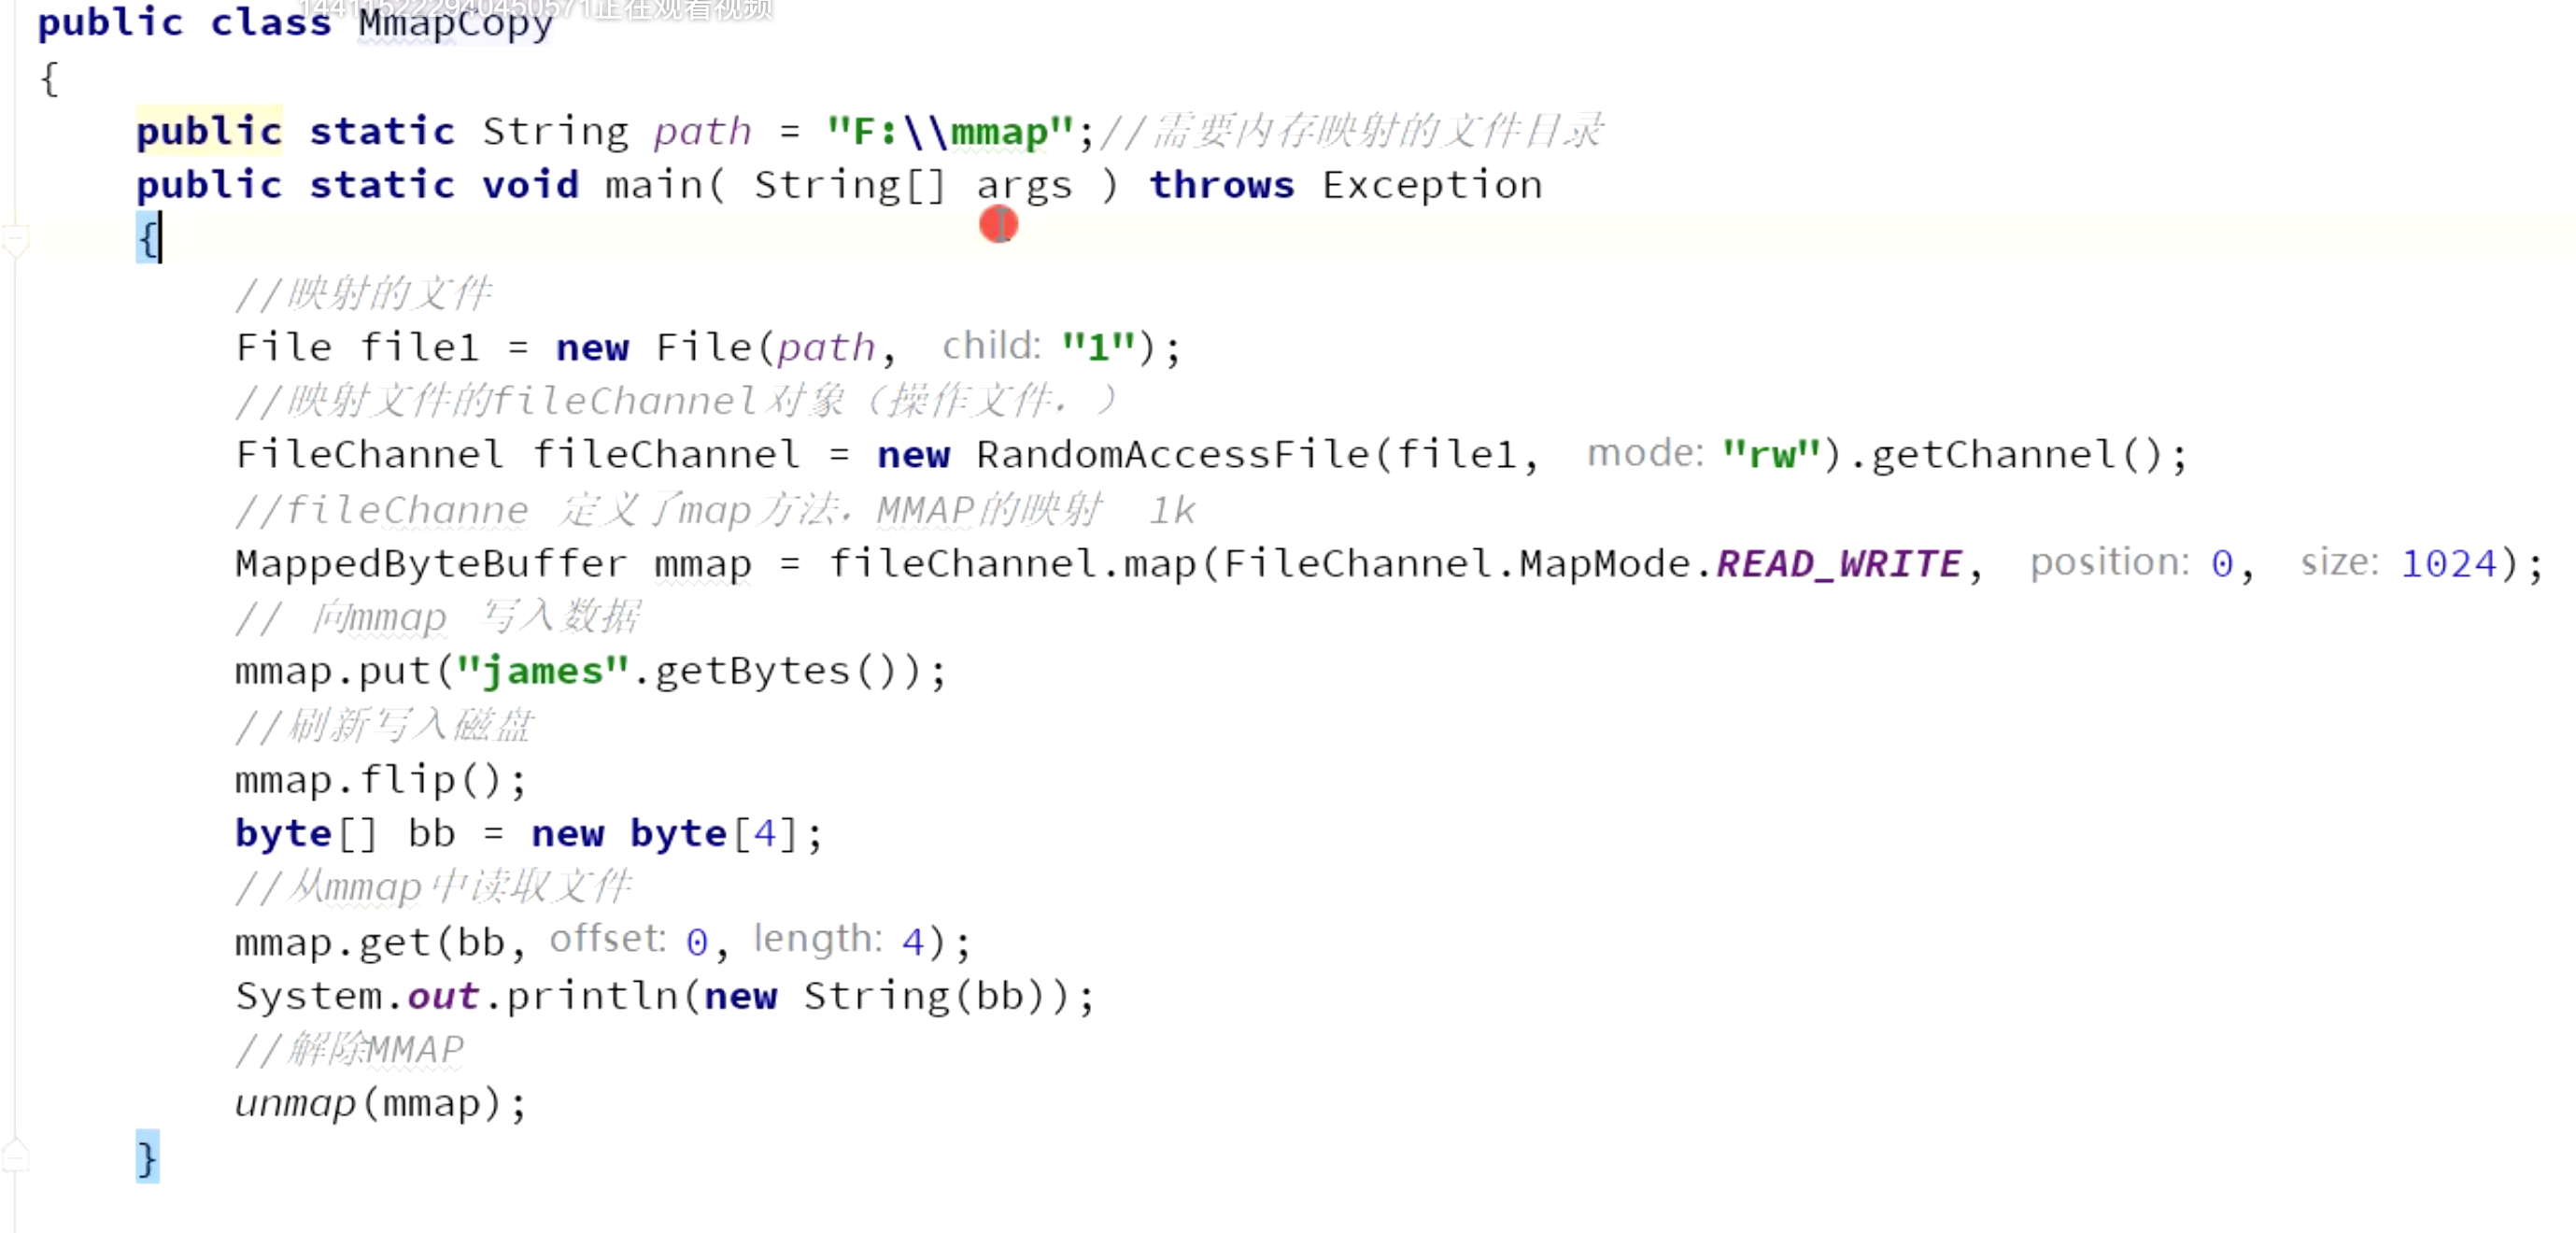 144115222940450571正在观看视频
public class MmapCopy
{
public static String path = "F:\\mmap";//需要内存映射的文件目录
public static void main( String[] args ) throws Exception
{
//映射的文件
File file1 = new File(path, child: "1");
//映射文件的fileChannel对象（操作文件，）
FileChannel fileChannel = new RandomAccessFile(file1, mode: "rw").getChannel();
//fileChanne 定义了map方法，MMAP的映射 1k
MappedByteBuffer mmap = fileChannel.map(FileChannel.MapMode.READ_WRITE, position: 0, size: 1024);
// 向mmap 写入数据
mmap.put("james".getBytes());
//刷新写入磁盘
mmap.flip();
byte[] bb = new byte[4];
//从mmap中读取文件
mmap.get(bb, offset: 0, length: 4);
System.out.println(new String(bb));
//解除MMAP
unmap(mmap);
}